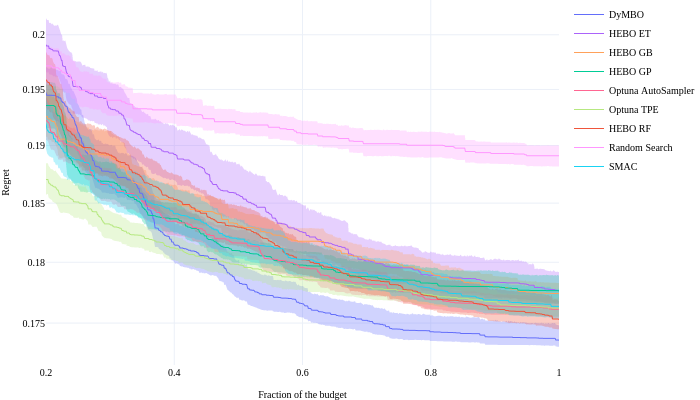 0.2
0.195
0.19
0.185
0.18
0.175
Regret
0.2
0.4
0.6
0.8
1
Fraction of the budget
DyMBO
HEBO ET
HEBO GB
HEBO GP
Optuna AutoSampler
Optuna TPE
HEBO RF
Random Search
SMAC